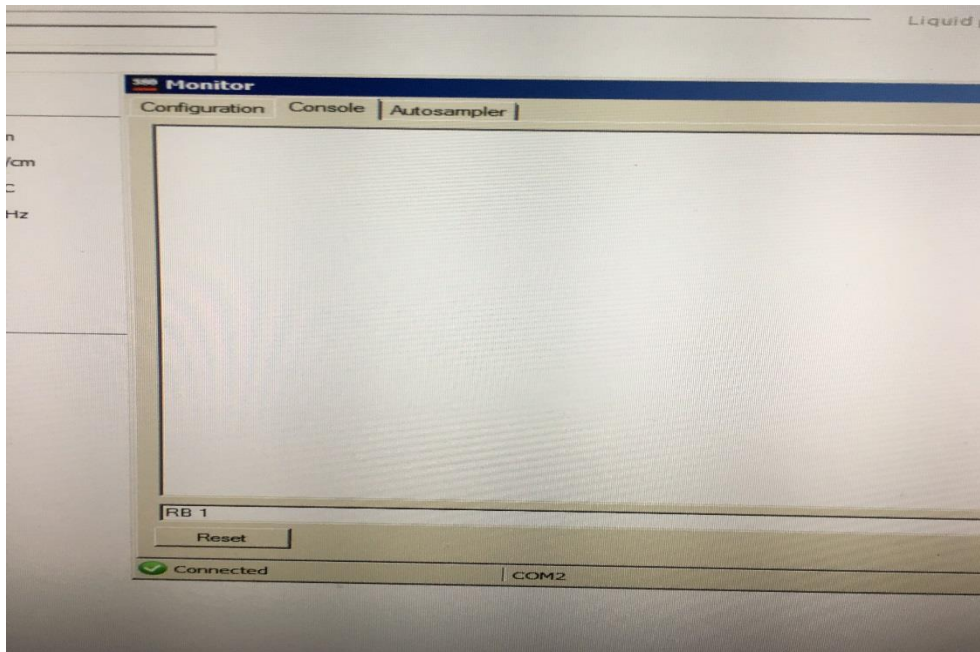 Liquid
Monitor
Configuration Console Autosampler
n
/cm
C
Hz
RB 1
Reset
Connected COM2